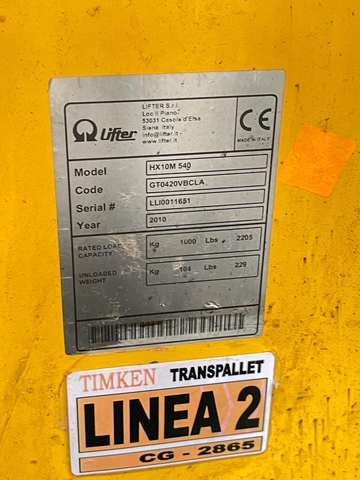 LIFTER S.r.l.
Loc Il Piano,
53031 Casole d'Elsa
Siena Italy
info@lifter.it -
www.lifter.it
Lifter
CE
MADE IN ITALY
Model HX10M 540
Code GT0420VBCLA
Serial # LLI0011651
Year 2010
RATED LOAD CAPACITY Kg 1000 Lbs 2205
UNLOADED WEIGHT Kg 104 Lbs 229
TIMKEN TRANSPALLET
LINEA 2
CG - 2865